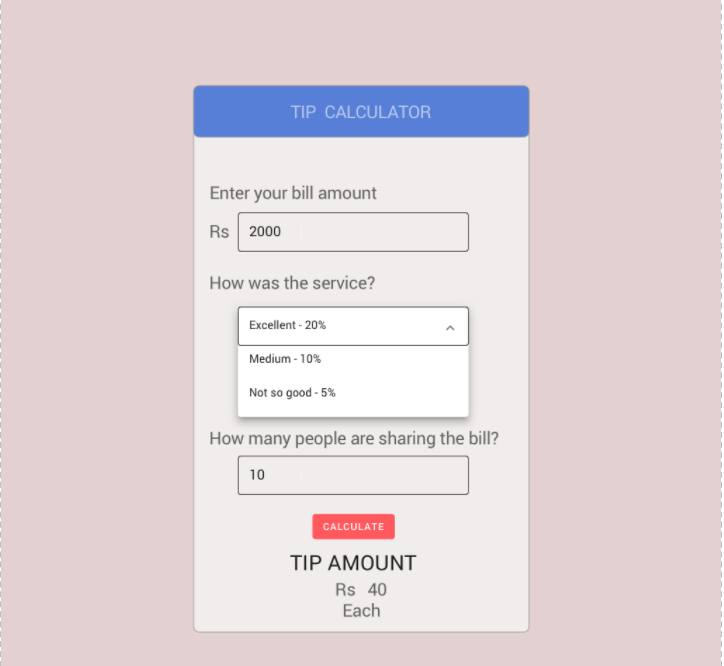 TIP CALCULATOR
Enter your bill amount
Rs 2000
How was the service?
Excellent - 20%
Medium - 10%
Not so good - 5%
How many people are sharing the bill?
10
CALCULATE
TIP AMOUNT
Rs 40
Each